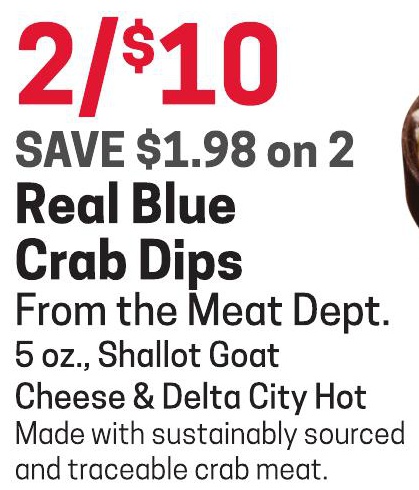 2/$10
SAVE $1.98 on 2
Real Blue
Crab Dips
From the Meat Dept.
5 oz., Shallot Goat
Cheese & Delta City Hot
Made with sustainably sourced
and traceable crab meat.